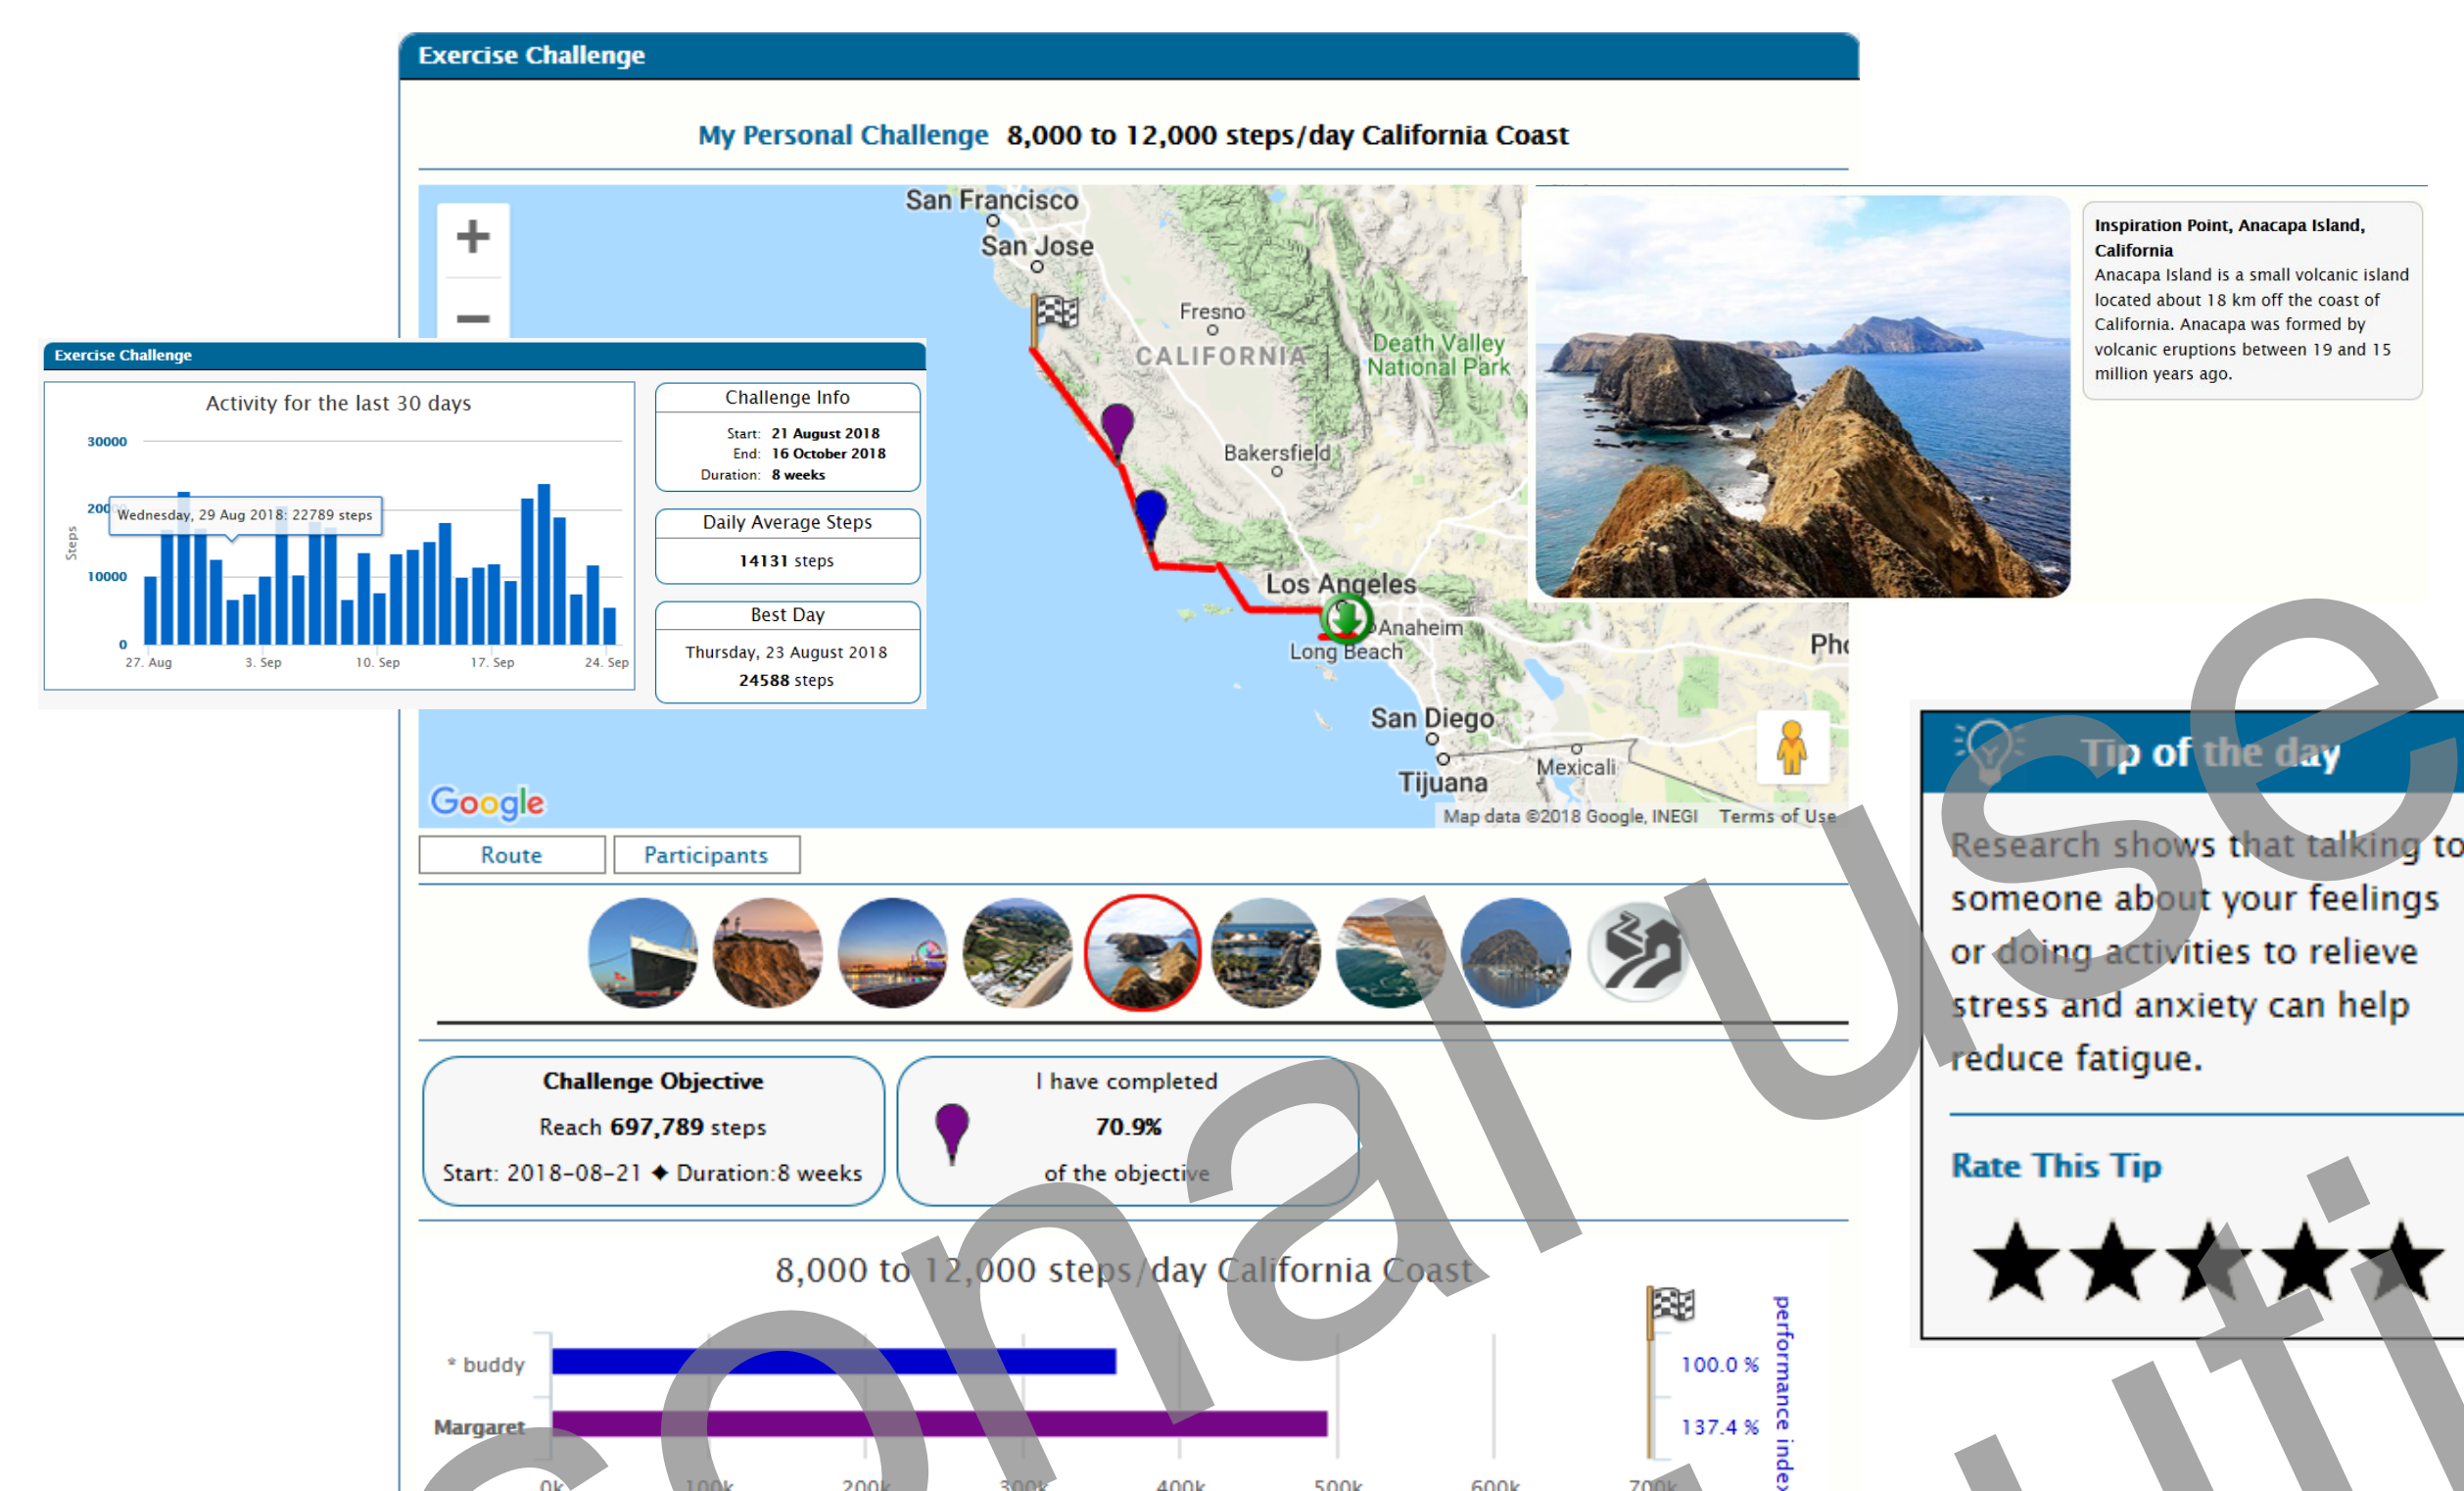 Exercise Challenge
My Personal Challenge 8,000 to 12,000 steps/day California Coast
+
−
San Francisco
San Jose
Fresno
CALIFORNIA
Death Valley
National Park
Bakersfield
Los Angeles
Anaheim
Long Beach
San Diego
Tijuana
Mexicali
Google
Map data ©2018 Google, INEGI Terms of Use
Inspiration Point, Anacapa Island,
California
Anacapa Island is a small volcanic island
located about 18 km off the coast of
California. Anacapa was formed by
volcanic eruptions between 19 and 15
million years ago.
Exercise Challenge
Activity for the last 30 days
30000
Wednesday, 29 Aug 2018: 22789 steps
10000
0
Steps
27. Aug 3. Sep 10. Sep 17. Sep 24. Sep
Challenge Info
Start: 21 August 2018
End: 16 October 2018
Duration: 8 weeks
Daily Average Steps
14131 steps
Best Day
Thursday, 23 August 2018
24588 steps
Route Participants
Challenge Objective
Reach 697,789 steps
Start: 2018-08-21 ◆ Duration:8 weeks
I have completed
70.9%
of the objective
8,000 to 12,000 steps/day California Coast
* buddy
100.0 %
Margaret
137.4 %
performance index
0k 100k 200k 300k 400k 500k 600k 700k
Tip of the day
Research shows that talking to
someone about your feelings
or doing activities to relieve
stress and anxiety can help
reduce fatigue.
Rate This Tip
use